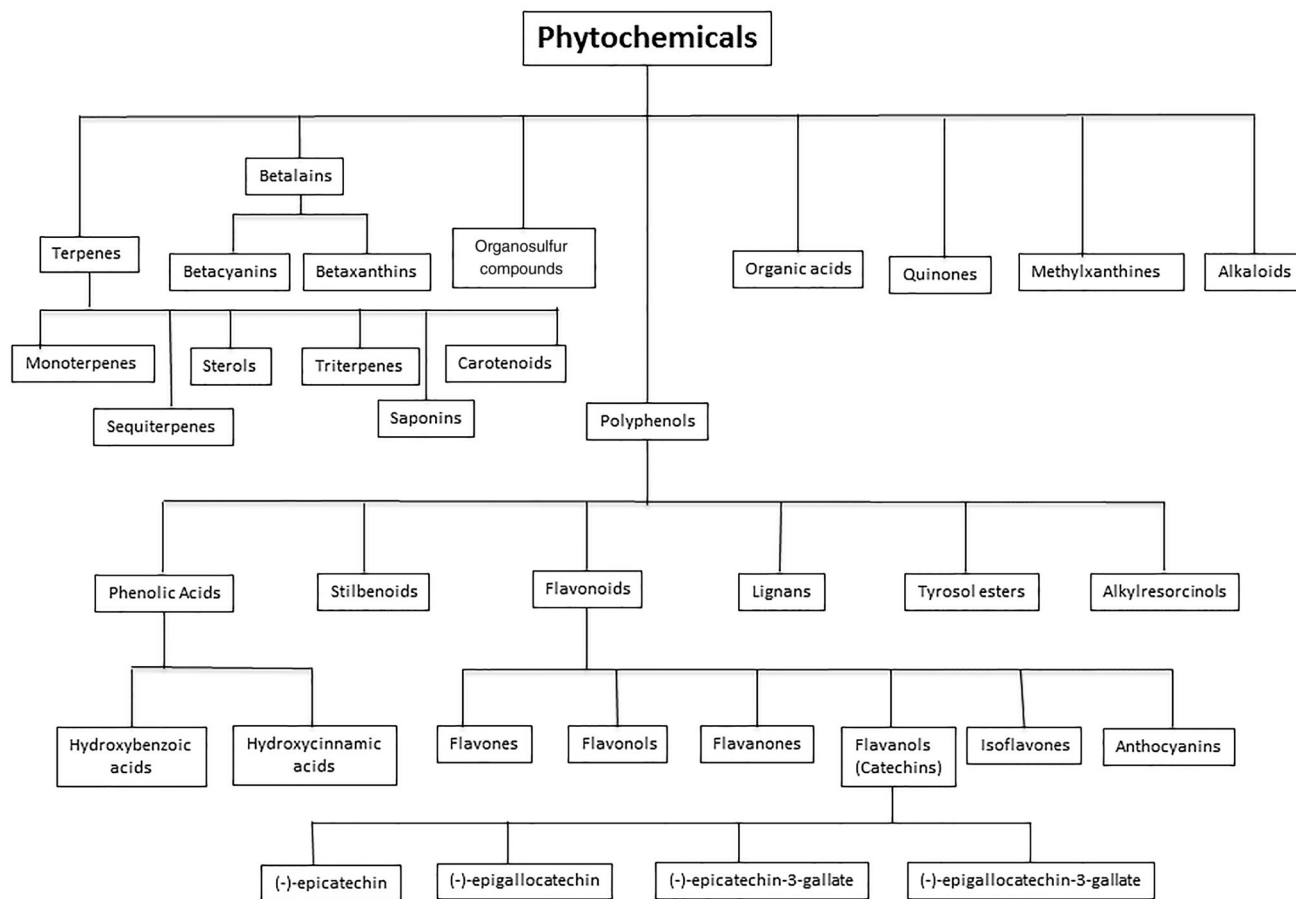 Phytochemicals
Betalains
Terpenes
Betacyanins
Betaxanthins
Organosulfur
compounds
Organic acids
Quinones
Methylxanthines
Alkaloids
Monoterpenes
Sterols
Triterpenes
Carotenoids
Sequiterpenes
Saponins
Polyphenols
Phenolic Acids
Stilbenoids
Flavonoids
Lignans
Tyrosol esters
Alkylresorcinols
Hydroxybenzoic
acids
Hydroxycinnamic
acids
Flavones
Flavonols
Flavanones
Flavanols
(Catechins)
Isoflavones
Anthocyanins
(-)-epicatechin
(-)-epigallocatechin
(-)-epicatechin-3-gallate
(-)-epigallocatechin-3-gallate